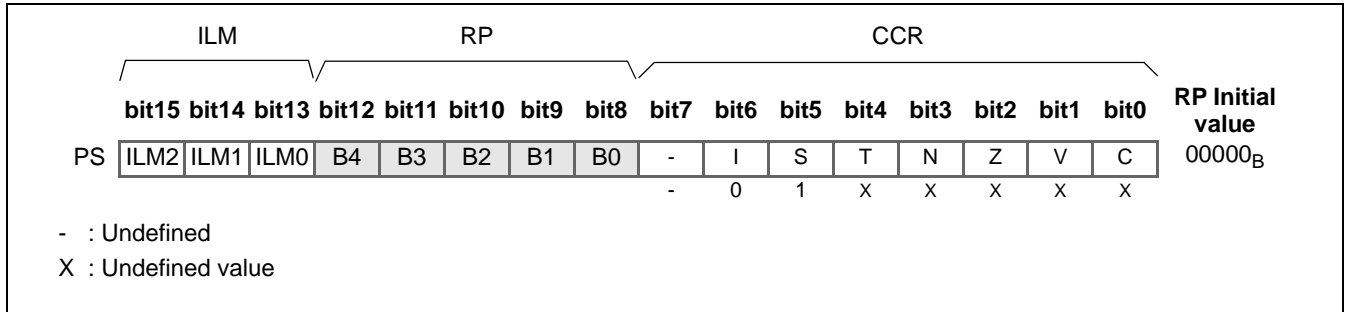 ILM RP CCR
bit15 bit14 bit13 bit12 bit11 bit10 bit9 bit8 bit7 bit6 bit5 bit4 bit3 bit2 bit1 bit0 RP Initial value
PS ILM2 ILM1 ILM0 B4 B3 B2 B1 B0 - I S T N Z V C 00000B
- 0 1 X X X X X
- : Undefined
X : Undefined value